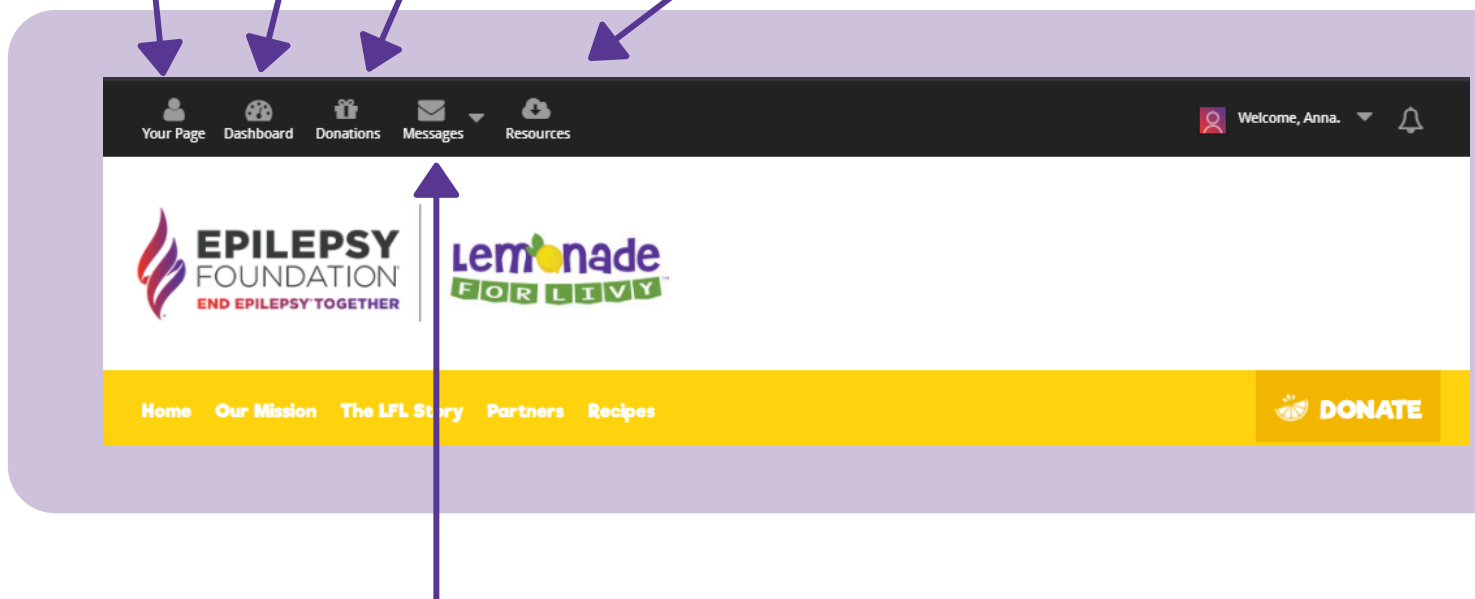 Your Page Dashboard Donations Messages Resources
Welcome, Anna.
EPILEPSY
FOUNDATION
END EPILEPSY TOGETHER
Lemonade
FOR LIVY™
Home Our Mission The LFL Story Partners Recipes
DONATE